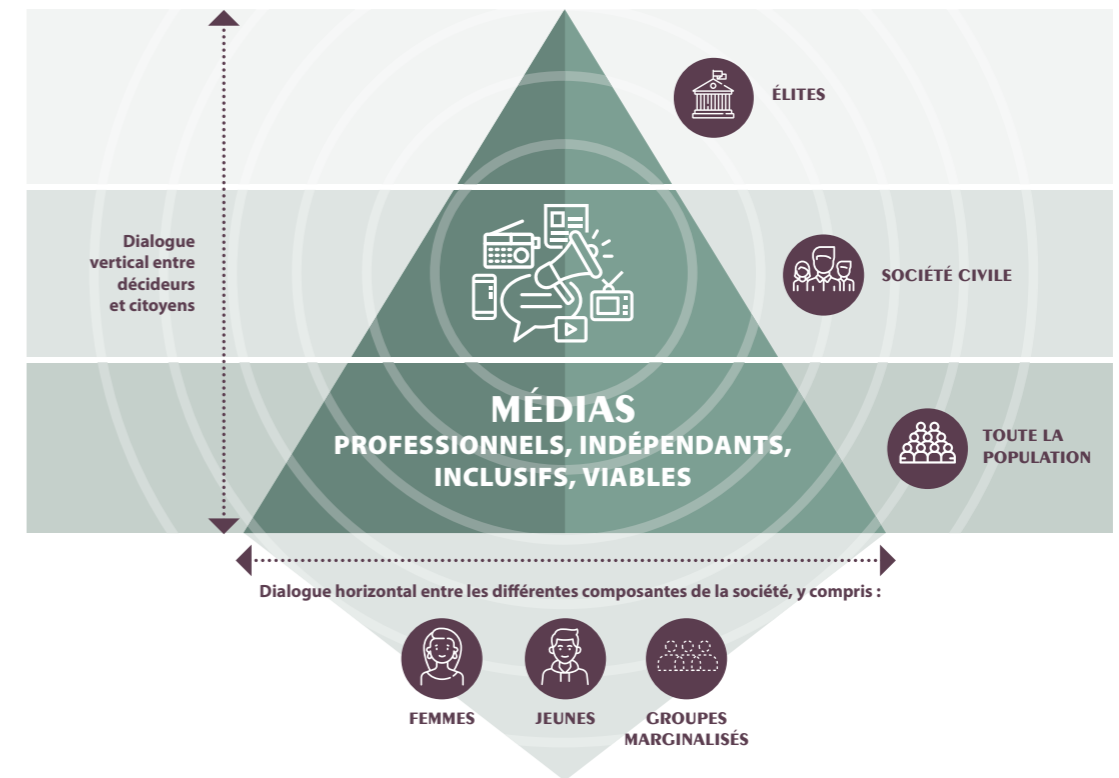 ÉLITES
Dialogue
vertical entre
décideurs
et citoyens
SOCIÉTÉ CIVILE
MÉDIAS
PROFESSIONNELS, INDÉPENDANTS,
INCLUSIFS, VIABLES
TOUTE LA
POPULATION
Dialogue horizontal entre les différentes composantes de la société, y compris :
FEMMES
JEUNES
GROUPES
MARGINALISÉS